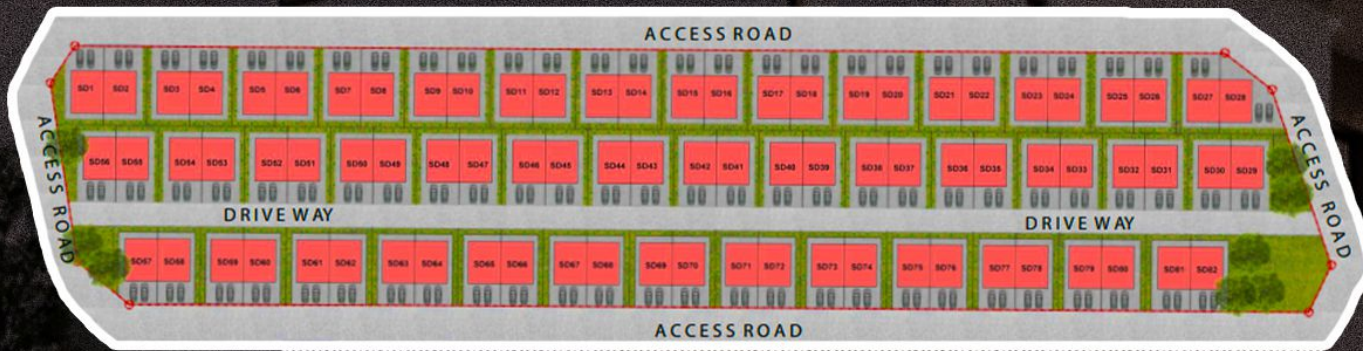 ACCESS ROAD
SD1 SD2 SD3 SD4 SD5 SD6 SD7 SD8 SD9 SD10 SD11 SD12 SD13 SD14 SD15 SD16 SD17 SD18 SD19 SD20 SD21 SD22 SD23 SD24 SD25 SD26 SD27 SD28
ACCESS ROAD
ACCESS ROAD
SD56 SD55 SD54 SD53 SD52 SD51 SD50 SD49 SD48 SD47 SD46 SD45 SD44 SD43 SD42 SD41 SD40 SD39 SD38 SD37 SD36 SD35 SD34 SD33 SD32 SD31 SD30 SD29
DRIVE WAY DRIVE WAY
SD57 SD58 SD59 SD60 SD61 SD62 SD63 SD64 SD65 SD66 SD67 SD68 SD69 SD70 SD71 SD72 SD73 SD74 SD75 SD76 SD77 SD78 SD79 SD80 SD81 SD82
ACCESS ROAD